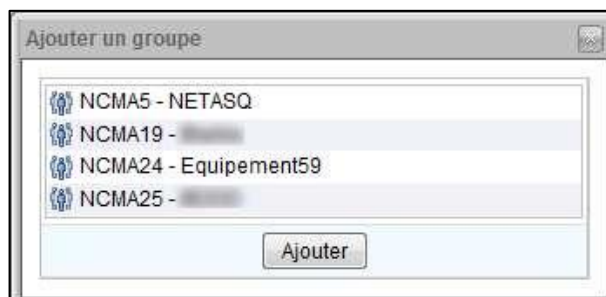 Ajouter un groupe
NCMA5 - NETASQ
NCMA19 -
NCMA24 - Equipement59
NCMA25 -
Ajouter